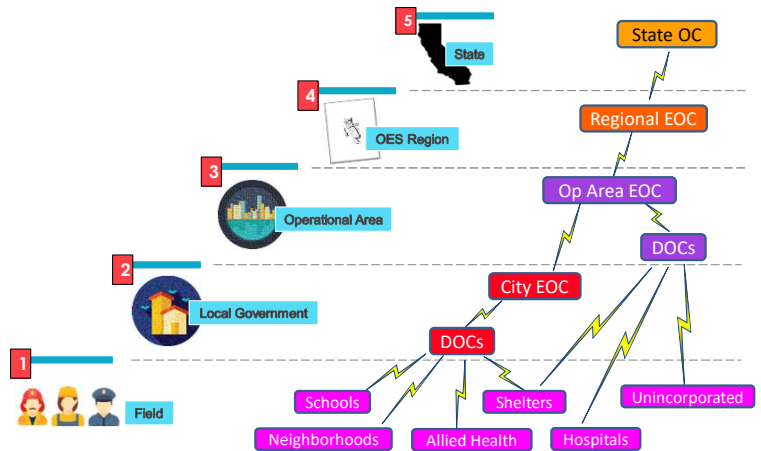 5
State OC
State
4
Regional EOC
OES Region
3
Op Area EOC
Operational Area
DOCs
2
City EOC
Local Government
DOCs
1
Schools
Shelters
Unincorporated
Field
Neighborhoods
Allied Health
Hospitals